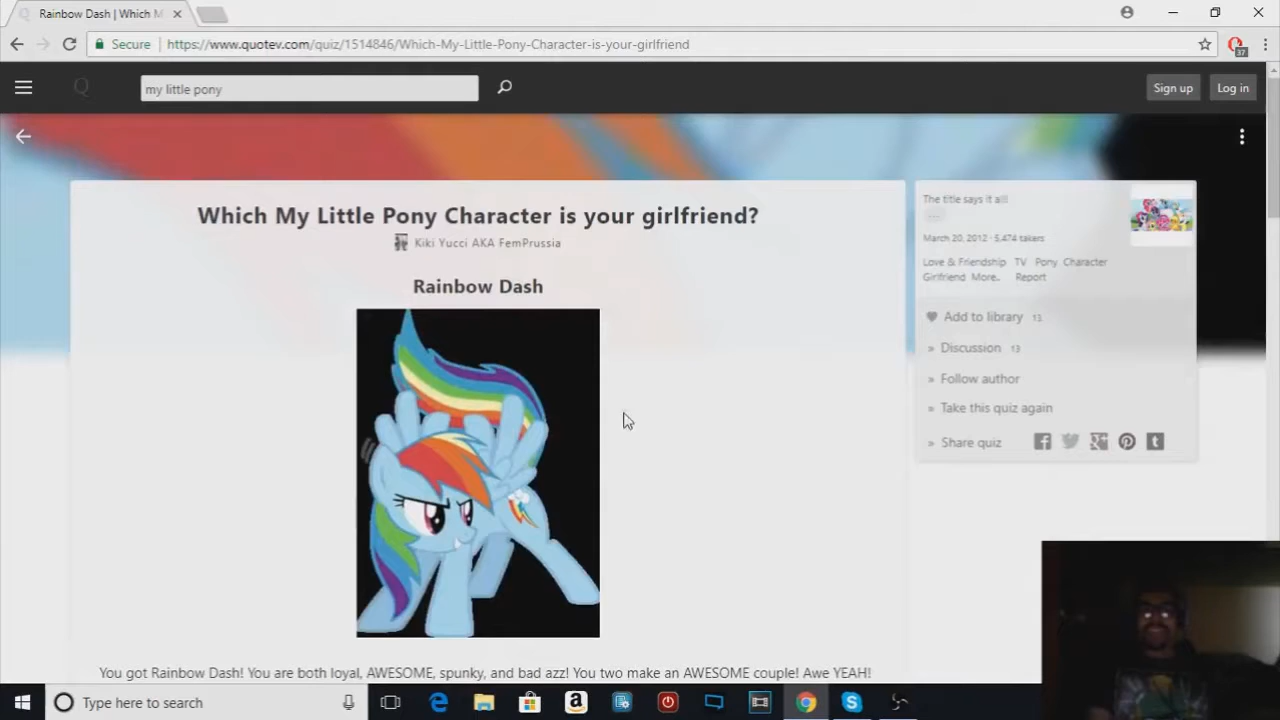 Rainbow Dash | Which M
Secure
https://www.quotev.com/quiz/1514846/Which-My-Little-Pony-Character-is-your-girlfriend
37
Q
my little pony
Sign up
Log in
Which My Little Pony Character is your girlfriend?
Kiki Yucci AKA FemPrussia
Rainbow Dash
You got Rainbow Dash! You are both loyal, AWESOME, spunky, and bad azz! You two make an AWESOME couple! Awe YEAH!
The title says it all!
...
March 20, 2012 · 5,474 takers
Love & Friendship TV Pony Character
Girlfriend More.. Report
Add to library 13
» Discussion 13
» Follow author
» Take this quiz again
» Share quiz
Type here to search